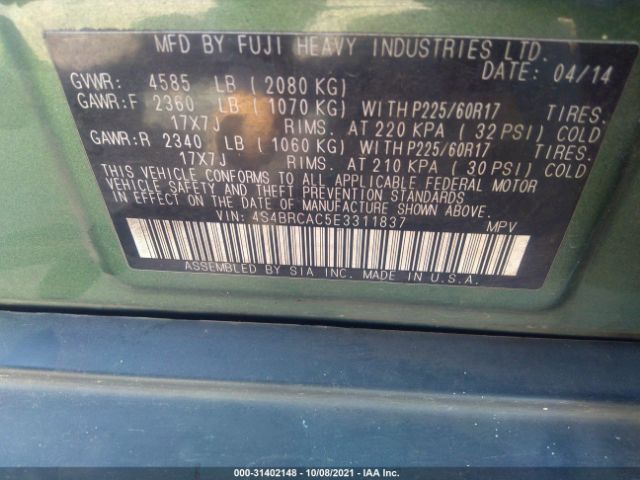 MFD BY FUJI HEAVY INDUSTRIES LTD.
DATE: 04/14
GVWR: 4585 LB ( 2080 KG)
GAWR:F 2360 LB ( 1070 KG) WITH P225/60R17 TIRES.
17X7J RIMS. AT 220 KPA ( 32 PSI) COLD
GAWR:R 2340 LB ( 1060 KG) WITH P225/60R17 TIRES.
17X7J RIMS. AT 210 KPA ( 30 PSI) COLD
THIS VEHICLE CONFORMS TO ALL APPLICABLE FEDERAL MOTOR
VEHICLE SAFETY AND THEFT PREVENTION STANDARDS
IN EFFECT ON THE DATE OF MANUFACTURE SHOWN ABOVE.
VIN: 4S4BRCAC5E3311837 MPV
ASSEMBLED BY SIA INC. MADE IN U.S.A.
000-31402148 - 10/08/2021 - IAA Inc.